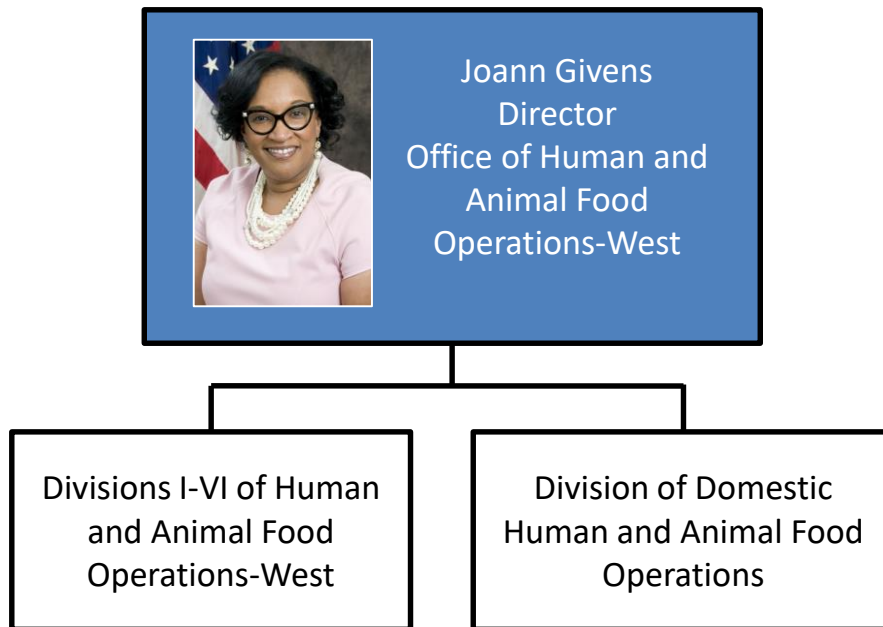 Joann Givens
Director
Office of Human and
Animal Food
Operations-West
Divisions I-VI of Human
and Animal Food
Operations-West
Division of Domestic
Human and Animal Food
Operations